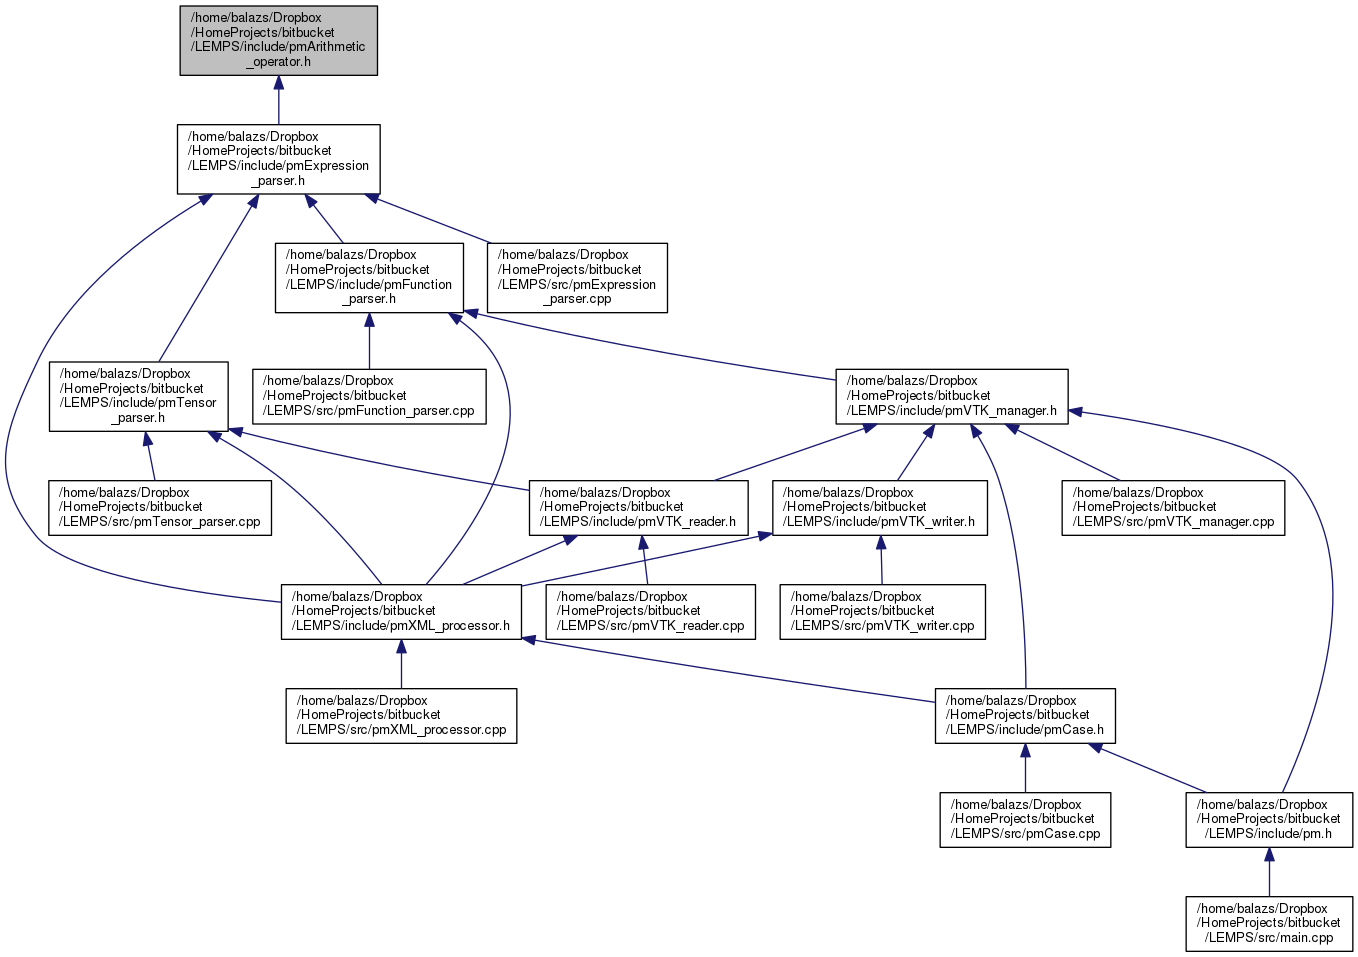 /home/balazs/Dropbox
/HomeProjects/bitbucket
/LEMPS/include/pmArithmetic
_operator.h
/home/balazs/Dropbox
/HomeProjects/bitbucket
/LEMPS/include/pmExpression
_parser.h
/home/balazs/Dropbox
/HomeProjects/bitbucket
/LEMPS/include/pmFunction
_parser.h
/home/balazs/Dropbox
/HomeProjects/bitbucket
/LEMPS/src/pmExpression
_parser.cpp
/home/balazs/Dropbox
/HomeProjects/bitbucket
/LEMPS/include/pmTensor
_parser.h
/home/balazs/Dropbox
/HomeProjects/bitbucket
/LEMPS/src/pmFunction_parser.cpp
/home/balazs/Dropbox
/HomeProjects/bitbucket
/LEMPS/include/pmVTK_manager.h
/home/balazs/Dropbox
/HomeProjects/bitbucket
/LEMPS/src/pmTensor_parser.cpp
/home/balazs/Dropbox
/HomeProjects/bitbucket
/LEMPS/include/pmVTK_reader.h
/home/balazs/Dropbox
/HomeProjects/bitbucket
/LEMPS/include/pmVTK_writer.h
/home/balazs/Dropbox
/HomeProjects/bitbucket
/LEMPS/src/pmVTK_manager.cpp
/home/balazs/Dropbox
/HomeProjects/bitbucket
/LEMPS/include/pmXML_processor.h
/home/balazs/Dropbox
/HomeProjects/bitbucket
/LEMPS/src/pmVTK_reader.cpp
/home/balazs/Dropbox
/HomeProjects/bitbucket
/LEMPS/src/pmVTK_writer.cpp
/home/balazs/Dropbox
/HomeProjects/bitbucket
/LEMPS/src/pmXML_processor.cpp
/home/balazs/Dropbox
/HomeProjects/bitbucket
/LEMPS/include/pmCase.h
/home/balazs/Dropbox
/HomeProjects/bitbucket
/LEMPS/src/pmCase.cpp
/home/balazs/Dropbox
/HomeProjects/bitbucket
/LEMPS/include/pm.h
/home/balazs/Dropbox
/HomeProjects/bitbucket
/LEMPS/src/main.cpp